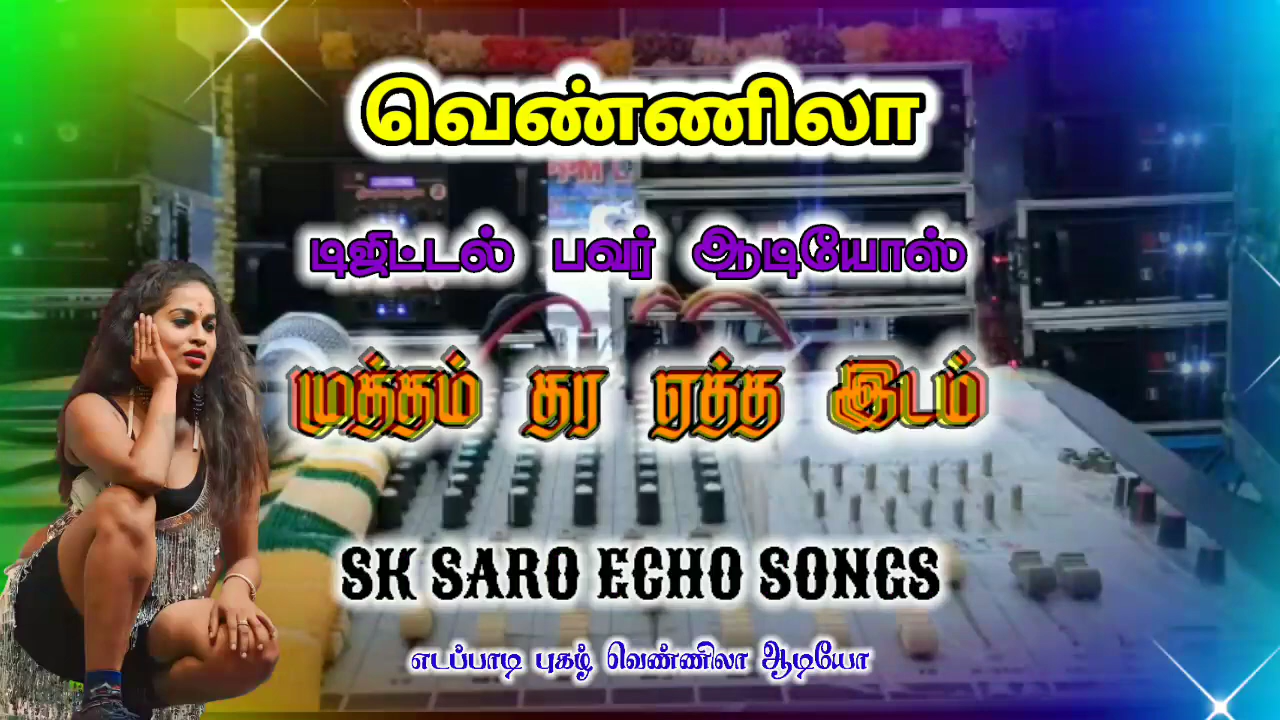 வெண்ணிலா
டிஜிட்டல் பவர் ஆடியோஸ்
முத்தம் தர ஏத்த இடம்
SK SARO ECHO SONGS
எடப்பாடி புகழ் வெண்ணிலா ஆடியோ